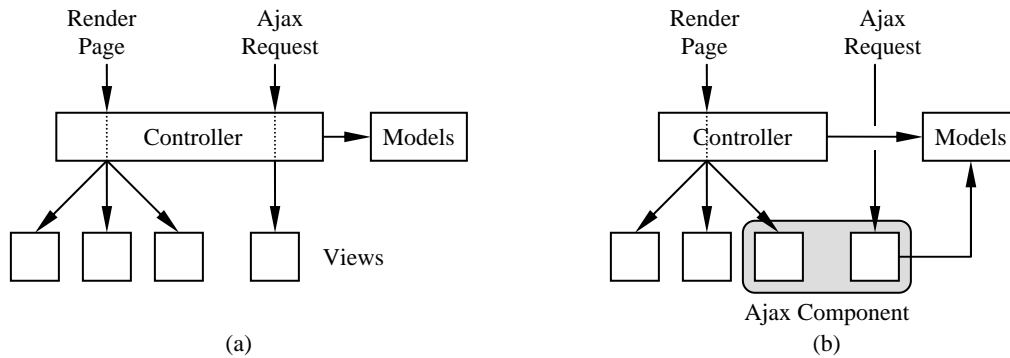 Render
Page
Ajax
Request
Controller
Models
Views
(a)
Render
Page
Ajax
Request
Controller
Models
Ajax Component
(b)